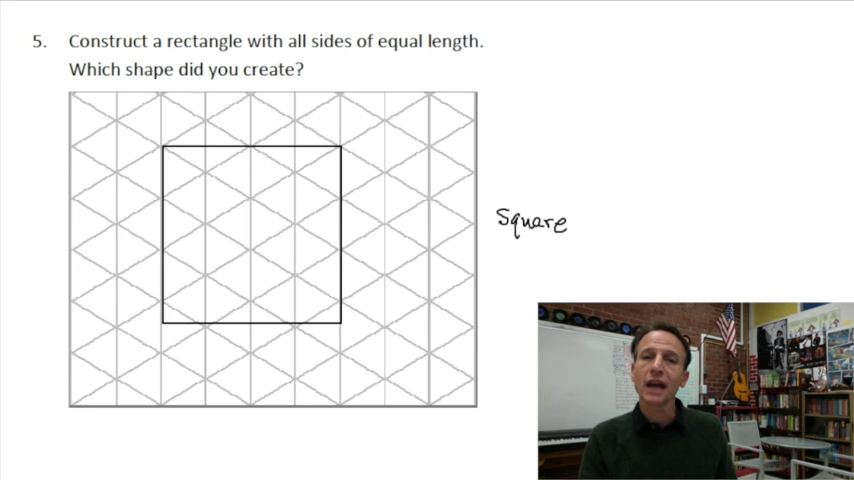 5. Construct a rectangle with all sides of equal length.
Which shape did you create?
Square